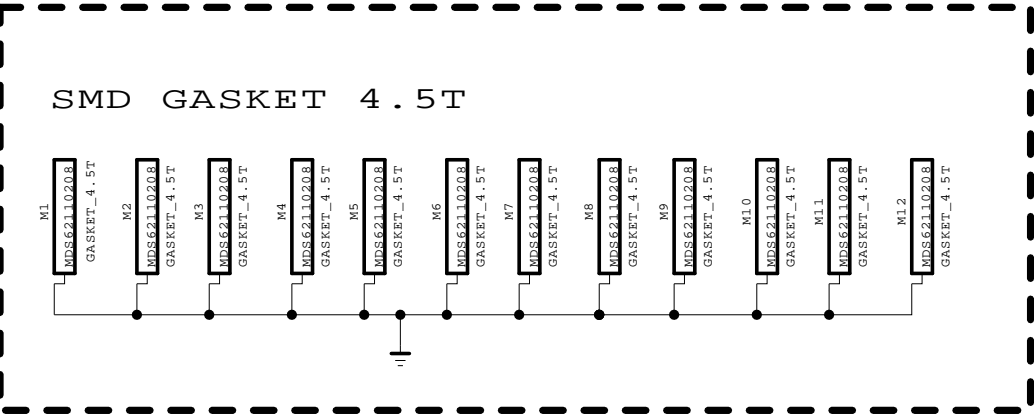 SMD GASKET 4.5T
M1
MDS62110208
GASKET_4.5T
M2
MDS62110208
GASKET_4.5T
M3
MDS62110208
GASKET_4.5T
M4
MDS62110208
GASKET_4.5T
M5
MDS62110208
GASKET_4.5T
M6
MDS62110208
GASKET_4.5T
M7
MDS62110208
GASKET_4.5T
M8
MDS62110208
GASKET_4.5T
M9
MDS62110208
GASKET_4.5T
M10
MDS62110208
GASKET_4.5T
M11
MDS62110208
GASKET_4.5T
M12
MDS62110208
GASKET_4.5T